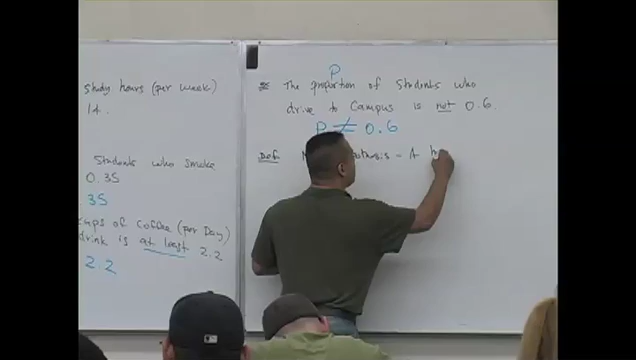 study hours (per week)
14.
students who smoke
0.35
35
cups of coffee (per Day)
drink is at least 2.2
2.2
P
The proportion of students who
drive to campus is not 0.6.
P ≠ 0.6
Def - A